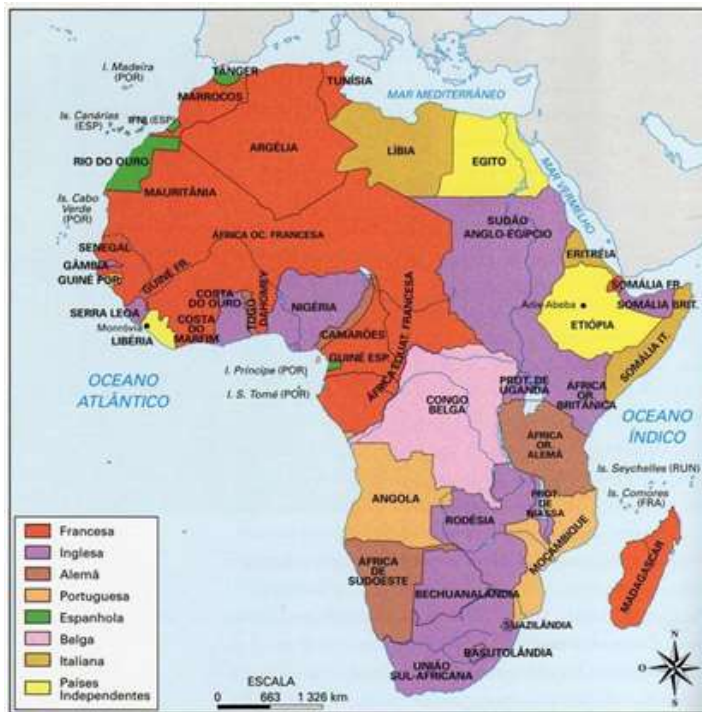 I. Madeira
(POR)
TÂNGER
MARROCOS
TUNÍSIA
MAR MEDITERRÂNEO
Is. Canárias
(ESP)
IFNI (ESP)
ARGÉLIA
LÍBIA
EGITO
RIO DO OURO
MAR VERMELHO
MAURITÂNIA
Is. Cabo
Verde
(POR)
ÁFRICA OC. FRANCESA
SUDÃO
ANGLO-EGIPCIO
SENEGAL
GÂMBIA
GUINÉ POR.
GUINÉ FR.
ERITRÉIA
SOMÁLIA FR.
SOMÁLIA BRIT.
SERRA LEOA
Monróvia
LIBÉRIA
COSTA
DO
MARFIM
COSTA
DO OURO
TOGO
DAHOMEY
NIGÉRIA
CAMARÕES
ÁFRICA EQUAT. FRANCESA
Adis-Abeba
ETIÓPIA
SOMÁLIA IT.
GUINÉ ESP.
I. Príncipe (POR)
I. S. Tomé (POR)
OCEANO
ATLÂNTICO
CONGO
BELGA
PROT. DE
UGANDA
ÁFRICA
OR.
BRITÂNICA
OCEANO
ÍNDICO
ÁFRICA
OR.
ALEMÃ
Is. Seychelles (RUN)
Is. Comores
(FRA)
ANGOLA
RODÉSIA
PROT.
DE
NIASSA
MOÇAMBIQUE
MADAGASCAR
ÁFRICA
DE
SUDOESTE
BECHUANALÂNDIA
SUAZILÂNDIA
BASUTOLÂNDIA
UNIÃO
SUL-AFRICANA
Francesa
Inglesa
Alemã
Portuguesa
Espanhola
Belga
Italiana
Países
Independentes
ESCALA
0 663 1 326 km
N
S